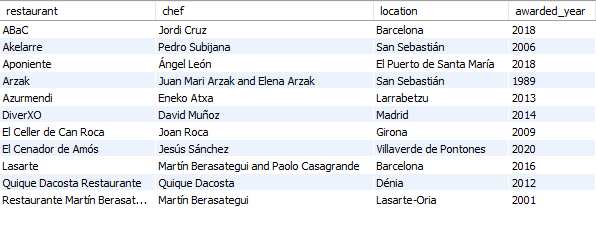 restaurant chef location awarded_year
ABaC Jordi Cruz Barcelona 2018
Akelarre Pedro Subijana San Sebastián 2006
Aponiente Ángel León El Puerto de Santa María 2018
Arzak Juan Mari Arzak and Elena Arzak San Sebastián 1989
Azurmendi Eneko Atxa Larrabetzu 2013
DiverXO David Muñoz Madrid 2014
El Celler de Can Roca Joan Roca Girona 2009
El Cenador de Amós Jesús Sánchez Villaverde de Pontones 2020
Lasarte Martín Berasategui and Paolo Casagrande Barcelona 2016
Quique Dacosta Restaurante Quique Dacosta Dénia 2012
Restaurante Martín Berasat... Martín Berasategui Lasarte-Oria 2001